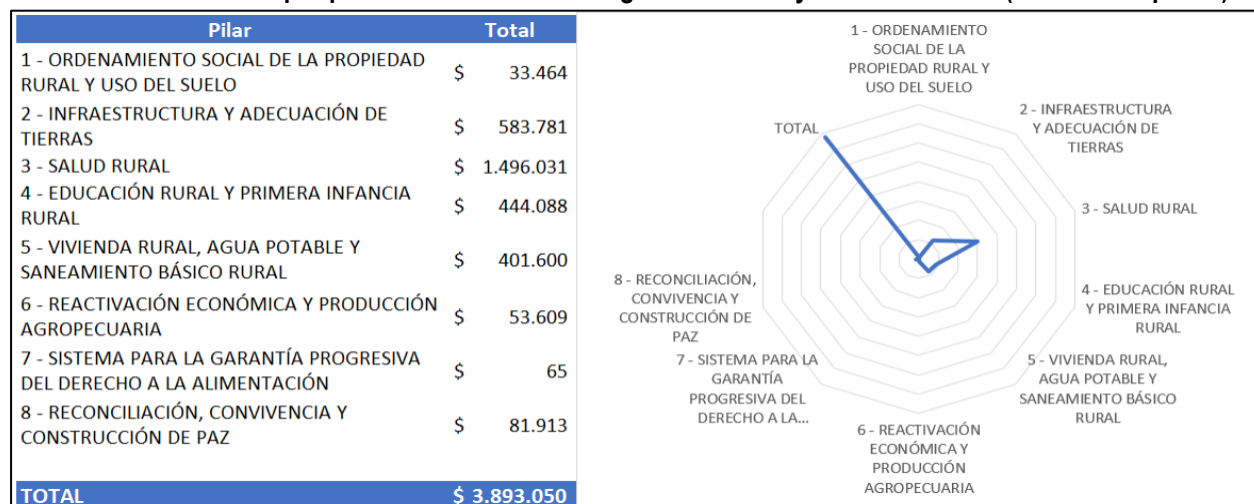 Pilar Total
1 - ORDENAMIENTO SOCIAL DE LA PROPIEDAD
RURAL Y USO DEL SUELO
$ 33.464
2 - INFRAESTRUCTURA Y ADECUACIÓN DE
TIERRAS
$ 583.781
3 - SALUD RURAL $ 1.496.031
4 - EDUCACIÓN RURAL Y PRIMERA INFANCIA
RURAL
$ 444.088
5 - VIVIENDA RURAL, AGUA POTABLE Y
SANEAMIENTO BÁSICO RURAL
$ 401.600
6 - REACTIVACIÓN ECONÓMICA Y PRODUCCIÓN
AGROPECUARIA
$ 53.609
7 - SISTEMA PARA LA GARANTÍA PROGRESIVA
DEL DERECHO A LA ALIMENTACIÓN
$ 65
8 - RECONCILIACIÓN, CONVIVENCIA Y
CONSTRUCCIÓN DE PAZ
$ 81.913
TOTAL $ 3.893.050
1 - ORDENAMIENTO
SOCIAL DE LA
PROPIEDAD RURAL Y
USO DEL SUELO
2 - INFRAESTRUCTURA
Y ADECUACIÓN DE
TIERRAS
3 - SALUD RURAL
4 - EDUCACIÓN RURAL
Y PRIMERA INFANCIA
RURAL
5 - VIVIENDA RURAL,
AGUA POTABLE Y
SANEAMIENTO BÁSICO
RURAL
6 - REACTIVACIÓN
ECONÓMICA Y
PRODUCCIÓN
AGROPECUARIA
7 - SISTEMA PARA LA
GARANTÍA
PROGRESIVA DEL
DERECHO A LA...
8 - RECONCILIACIÓN,
CONVIVENCIA Y
CONSTRUCCIÓN DE
PAZ
TOTAL